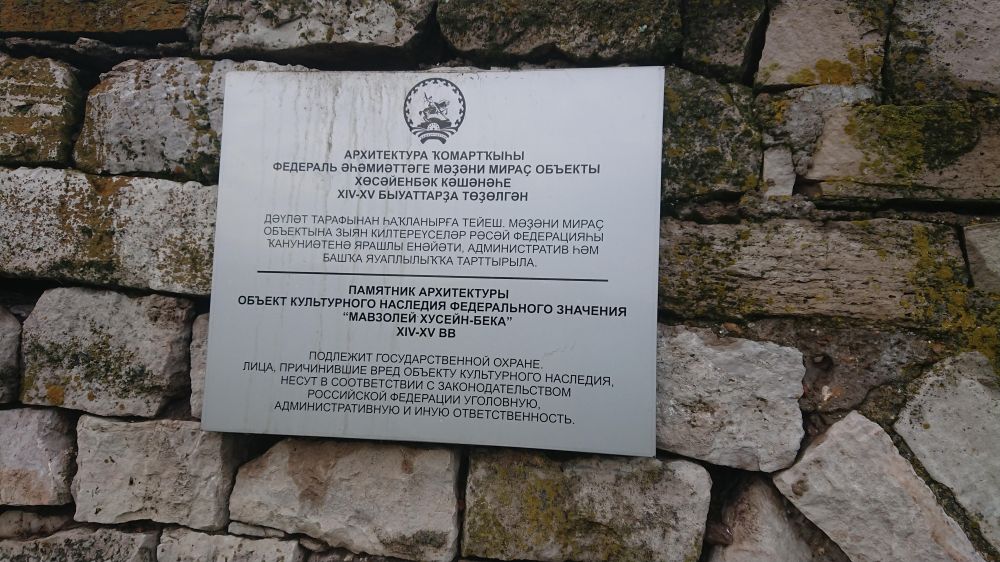 АРХИТЕКТУРА ҠОМАРТҠЫҺЫ
ФЕДЕРАЛЬ ӘҺӘМИӘТТӘГЕ МӘҘӘНИ МИРАҪ ОБЪЕКТЫ
ХӨСӘЙЕНБӘК КӘШӘНӘҺЕ
XIV-XV БЫУАТТАРҘА ТӨҘӨЛГӘН
ДӘҮЛӘТ ТАРАФЫНАН ҺАҠЛАНЫРҒА ТЕЙЕШ. МӘҘӘНИ МИРАҪ
ОБЪЕКТЫНА ЗЫЯН КИЛТЕРЕҮСЕЛӘР РӘСӘЙ ФЕДЕРАЦИЯҺЫ
ҠАНУНИӘТЕНӘ ЯРАШЛЫ ЕНӘЙӘТИ, АДМИНИСТРАТИВ ҺӘМ
БАШҠА ЯУАПЛЫЛЫҠҠА ТАРТТЫРЫЛА.
ПАМЯТНИК АРХИТЕКТУРЫ
ОБЪЕКТ КУЛЬТУРНОГО НАСЛЕДИЯ ФЕДЕРАЛЬНОГО ЗНАЧЕНИЯ
“МАВЗОЛЕЙ ХУСЕЙН-БЕКА”
XIV-XV ВВ
ПОДЛЕЖИТ ГОСУДАРСТВЕННОЙ ОХРАНЕ.
ЛИЦА, ПРИЧИНИВШИЕ ВРЕД ОБЪЕКТУ КУЛЬТУРНОГО НАСЛЕДИЯ,
НЕСУТ В СООТВЕТСТВИИ С ЗАКОНОДАТЕЛЬСТВОМ
РОССИЙСКОЙ ФЕДЕРАЦИИ УГОЛОВНУЮ,
АДМИНИСТРАТИВНУЮ И ИНУЮ ОТВЕТСТВЕННОСТЬ.